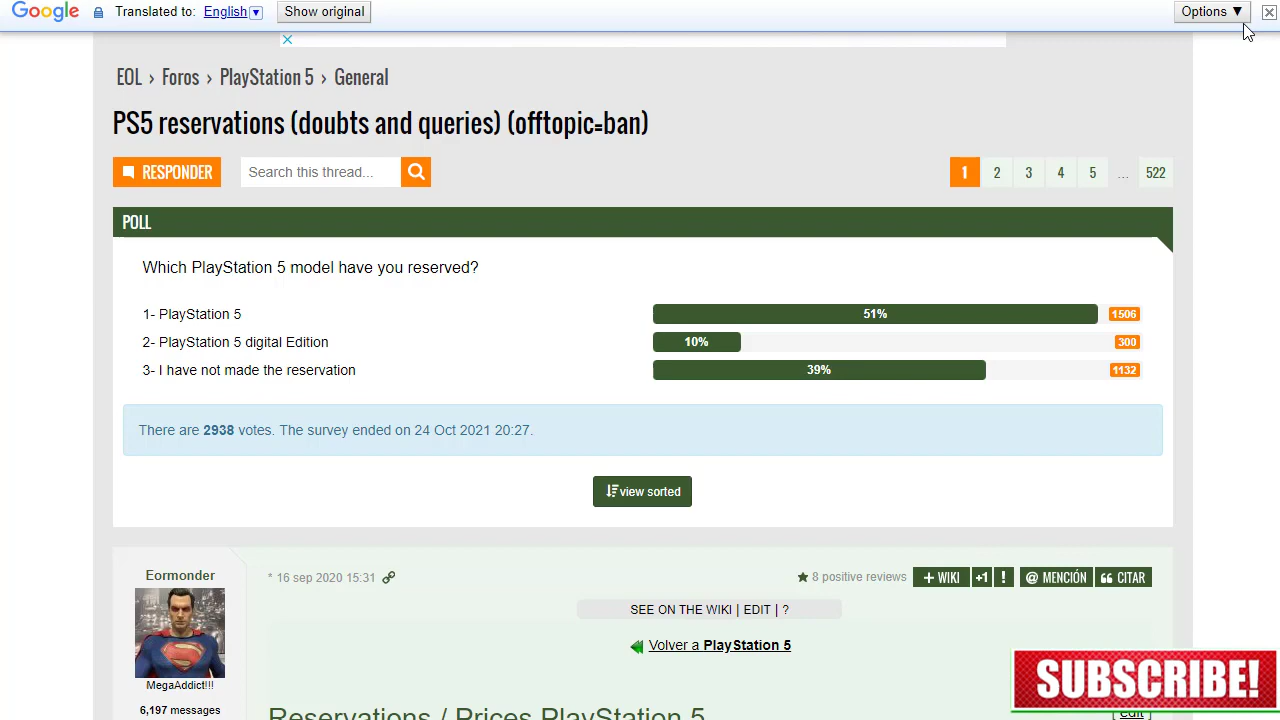 Google Translated to: English ▼ Show original Options ▼
EOL › Foros › PlayStation 5 › General
PS5 reservations (doubts and queries) (offtopic=ban)
RESPONDER Search this thread... 1 2 3 4 5 ... 522
POLL
Which PlayStation 5 model have you reserved?
1- PlayStation 5 51% 1506
2- PlayStation 5 digital Edition 10% 300
3- I have not made the reservation 39% 1132
There are 2938 votes. The survey ended on 24 Oct 2021 20:27.
view sorted
Eormonder * 16 sep 2020 15:31 8 positive reviews + WIKI +1 ! @ MENCIÓN CITAR
SEE ON THE WIKI | EDIT | ?
Volver a PlayStation 5
MegaAddict!!!
6,197 messages
SUBSCRIBE!
Reservations / Prices PlayStation 5
[ edit ]